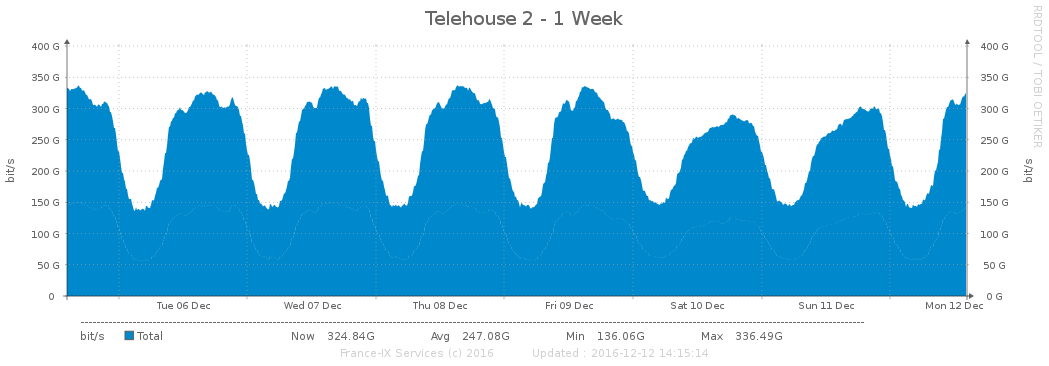 Telehouse 2 - 1 Week
RRDTOOL / TOBI OETIKER
400 G 400 G
350 G 350 G
300 G 300 G
250 G 250 G
200 G 200 G
150 G 150 G
100 G 100 G
50 G 50 G
0 0 G
bit/s bit/s
Tue 06 Dec Wed 07 Dec Thu 08 Dec Fri 09 Dec Sat 10 Dec Sun 11 Dec Mon 12 Dec
bit/s Total Now 324.84G Avg 247.08G Min 136.06G Max 336.49G
France-IX Services (c) 2016 Updated : 2016-12-12 14:15:14